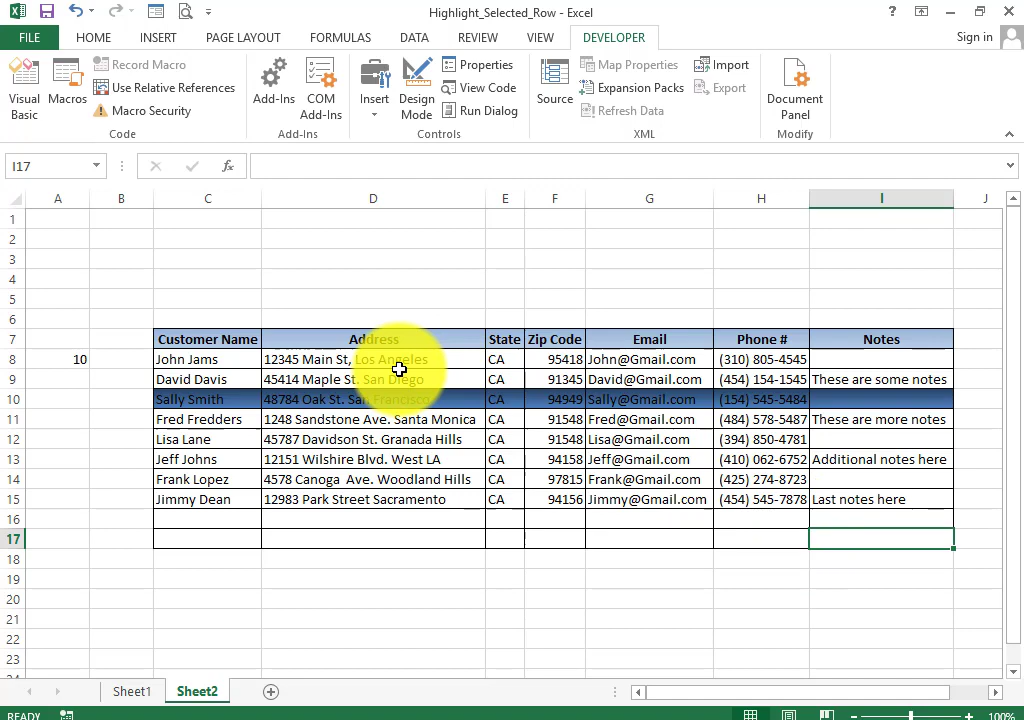 Highlight_Selected_Row - Excel
FILE HOME INSERT PAGE LAYOUT FORMULAS DATA REVIEW VIEW DEVELOPER Sign in
Visual Basic
Macros
Record Macro
Use Relative References
Macro Security
Code
Add-Ins
COM Add-Ins
Add-Ins
Insert
Design Mode
Properties
View Code
Run Dialog
Controls
Source
Map Properties
Expansion Packs
Refresh Data
Import
Export
XML
Document Panel
Modify
I17
fx
A B C D E F G H I J
1
2
3
4
5
6
7 Customer Name Address State Zip Code Email Phone # Notes
8 10 John Jams 12345 Main St, Los Angeles CA 95418 John@Gmail.com (310) 805-4545
9 David Davis 45414 Maple St. San Diego CA 91345 David@Gmail.com (454) 154-1545 These are some notes
10 Sally Smith 48784 Oak St. San Francisco CA 94949 Sally@Gmail.com (154) 545-5484
11 Fred Fredders 1248 Sandstone Ave. Santa Monica CA 91548 Fred@Gmail.com (484) 578-5487 These are more notes
12 Lisa Lane 45787 Davidson St. Granada Hills CA 91548 Lisa@Gmail.com (394) 850-4781
13 Jeff Johns 12151 Wilshire Blvd. West LA CA 94158 Jeff@Gmail.com (410) 062-6752 Additional notes here
14 Frank Lopez 4578 Canoga Ave. Woodland Hills CA 97815 Frank@Gmail.com (425) 274-8723
15 Jimmy Dean 12983 Park Street Sacramento CA 94156 Jimmy@Gmail.com (454) 545-7878 Last notes here
16
17
18
19
20
21
22
23
24
Sheet1 Sheet2
READY 100%